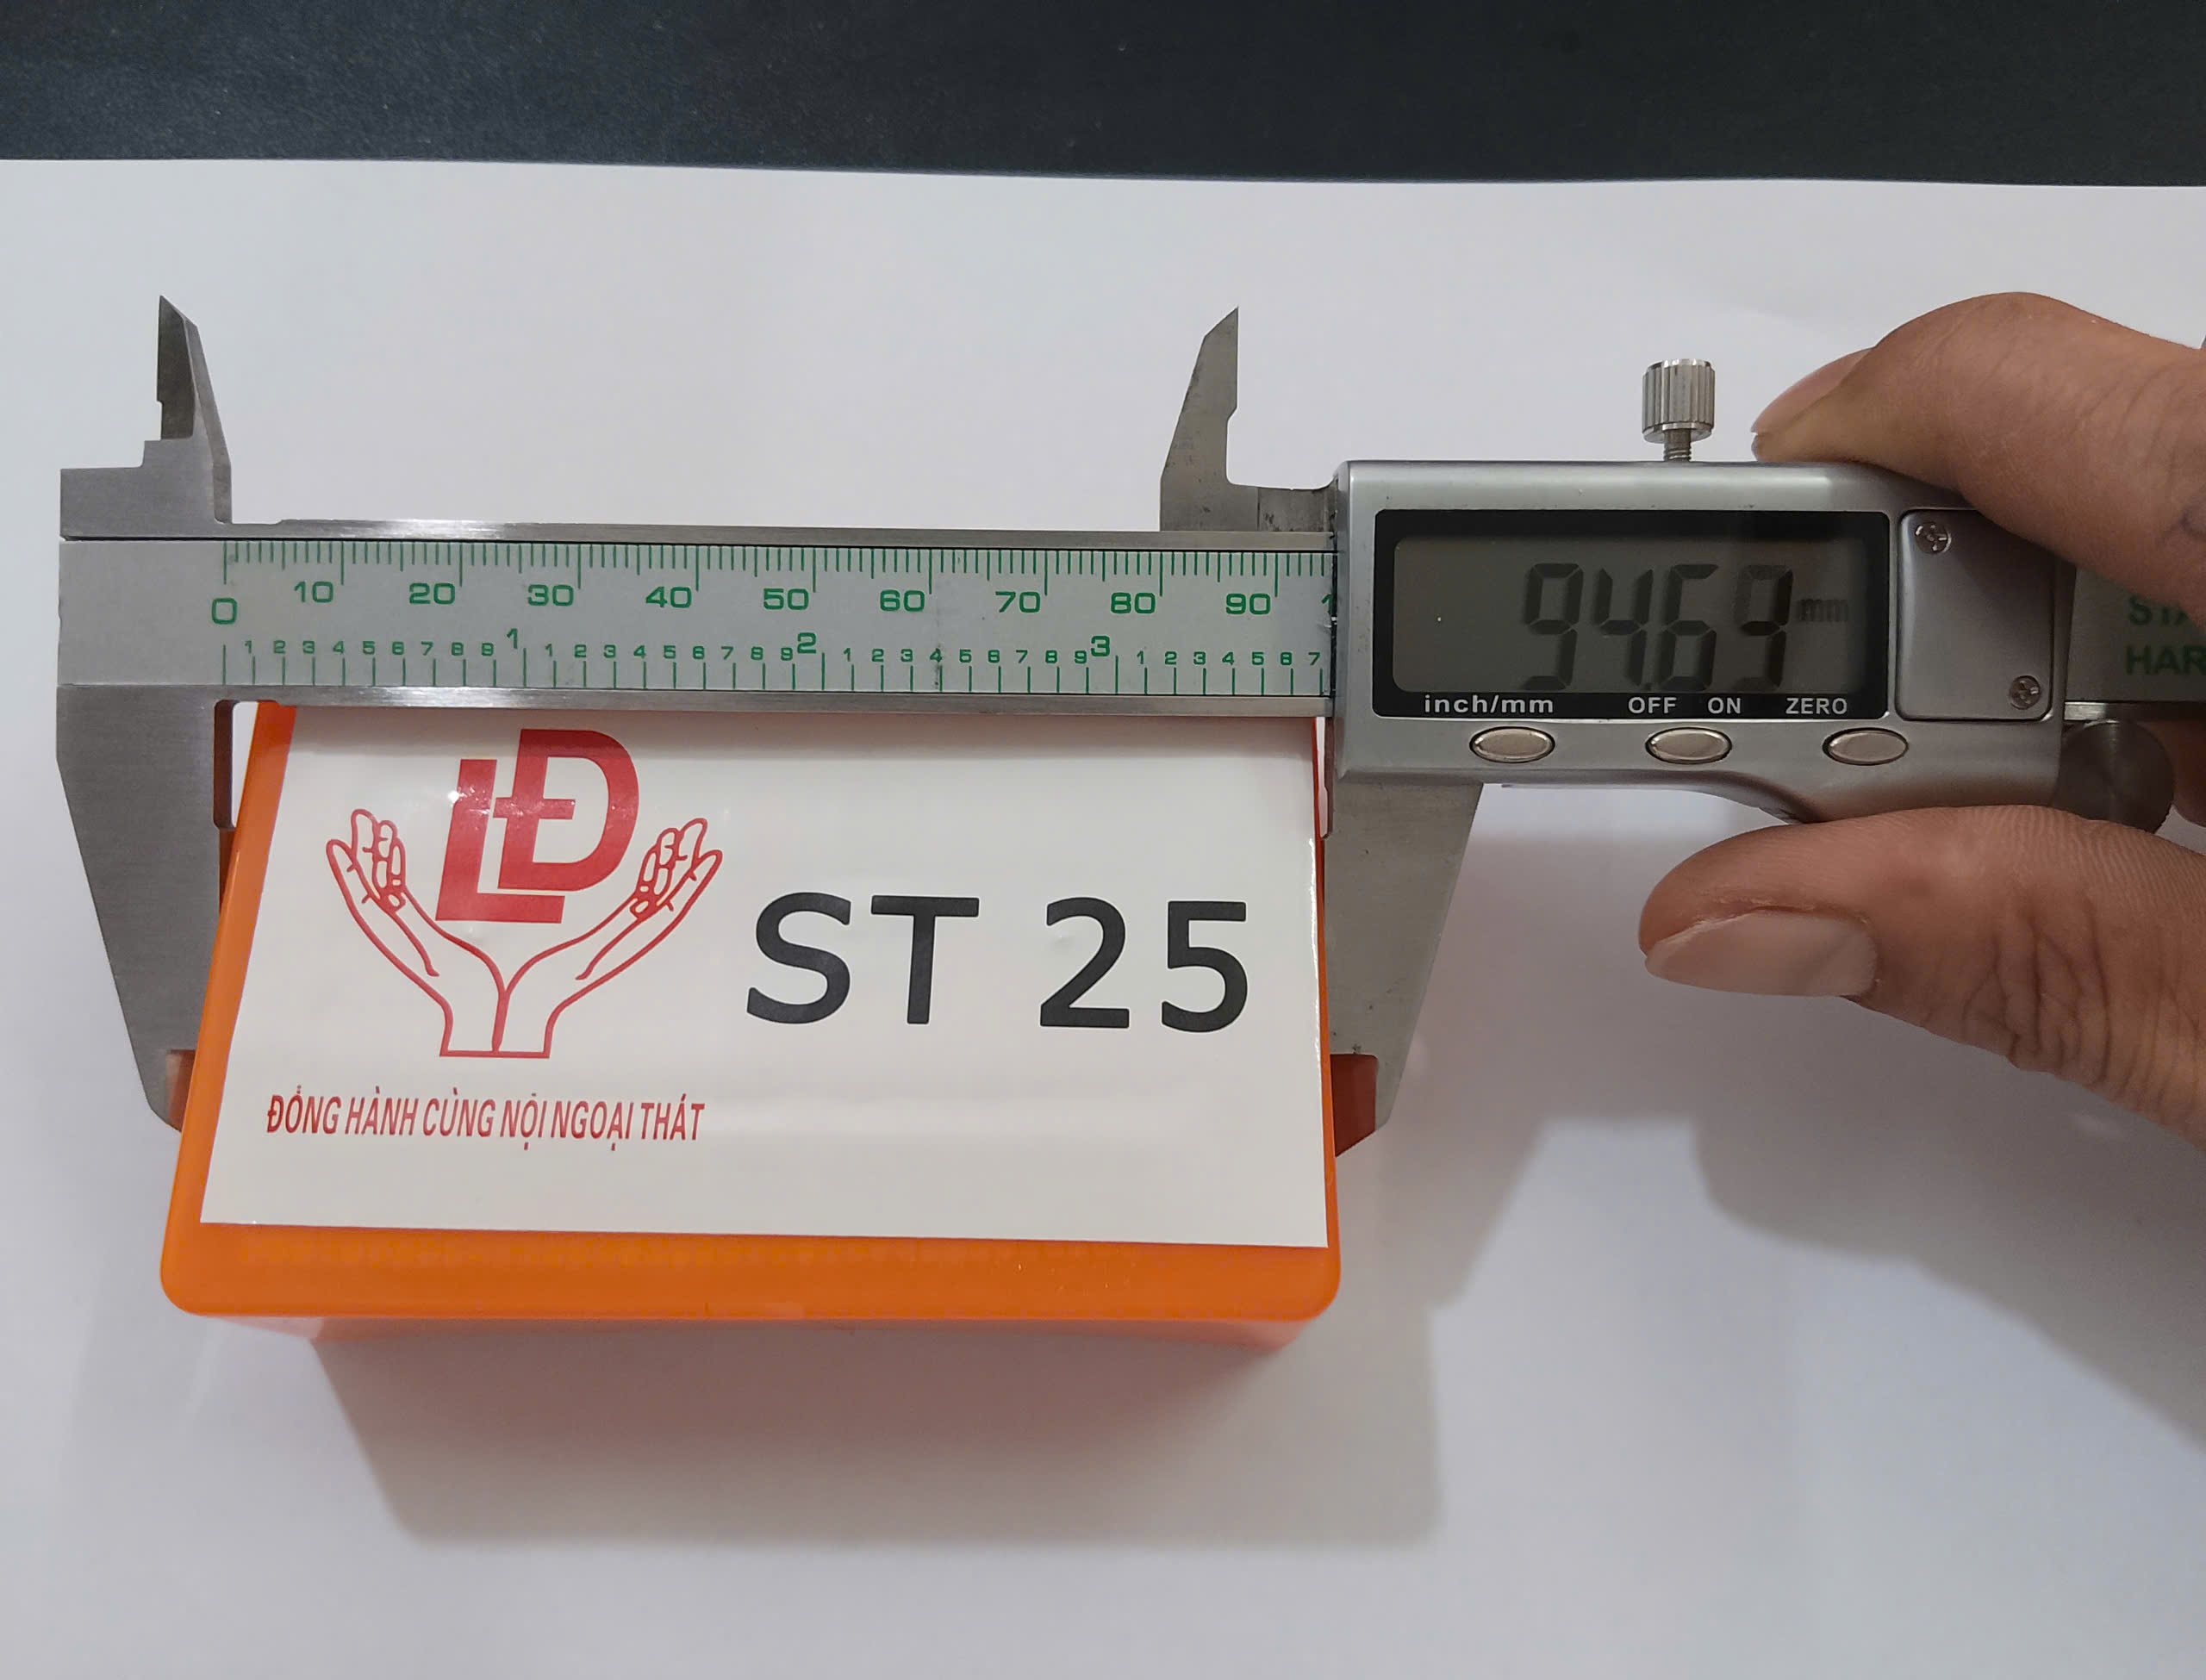 0 10 20 30 40 50 60 70 80 90 1
1 2 3 4 5 6 7 8 9 1 1 2 3 4 5 6 7 8 9 2 1 2 3 4 5 6 7 8 9 3 1 2 3 4 5 6 7
94.69 mm
inch/mm OFF ON ZERO
HAR
LĐ
ST 25
ĐỒNG HÀNH CÙNG NỘI NGOẠI THẤT